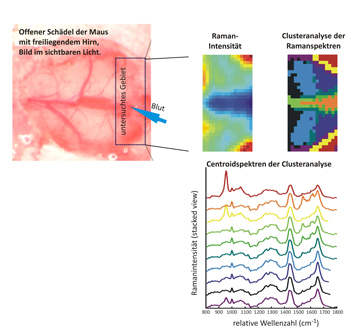 Offener Schädel der Maus
mit freiliegendem Hirn,
Bild im sichtbaren Licht.
untersuchtes Gebiet
Blut
Raman-
Intensität
Clusteranalyse der
Ramanspektren
Centroidspektren der Clusteranalyse
Ramanintensität (stacked view)
800 900 1000 1100 1200 1300 1400 1500 1600 1700 1800
relative Wellenzahl (cm⁻¹)